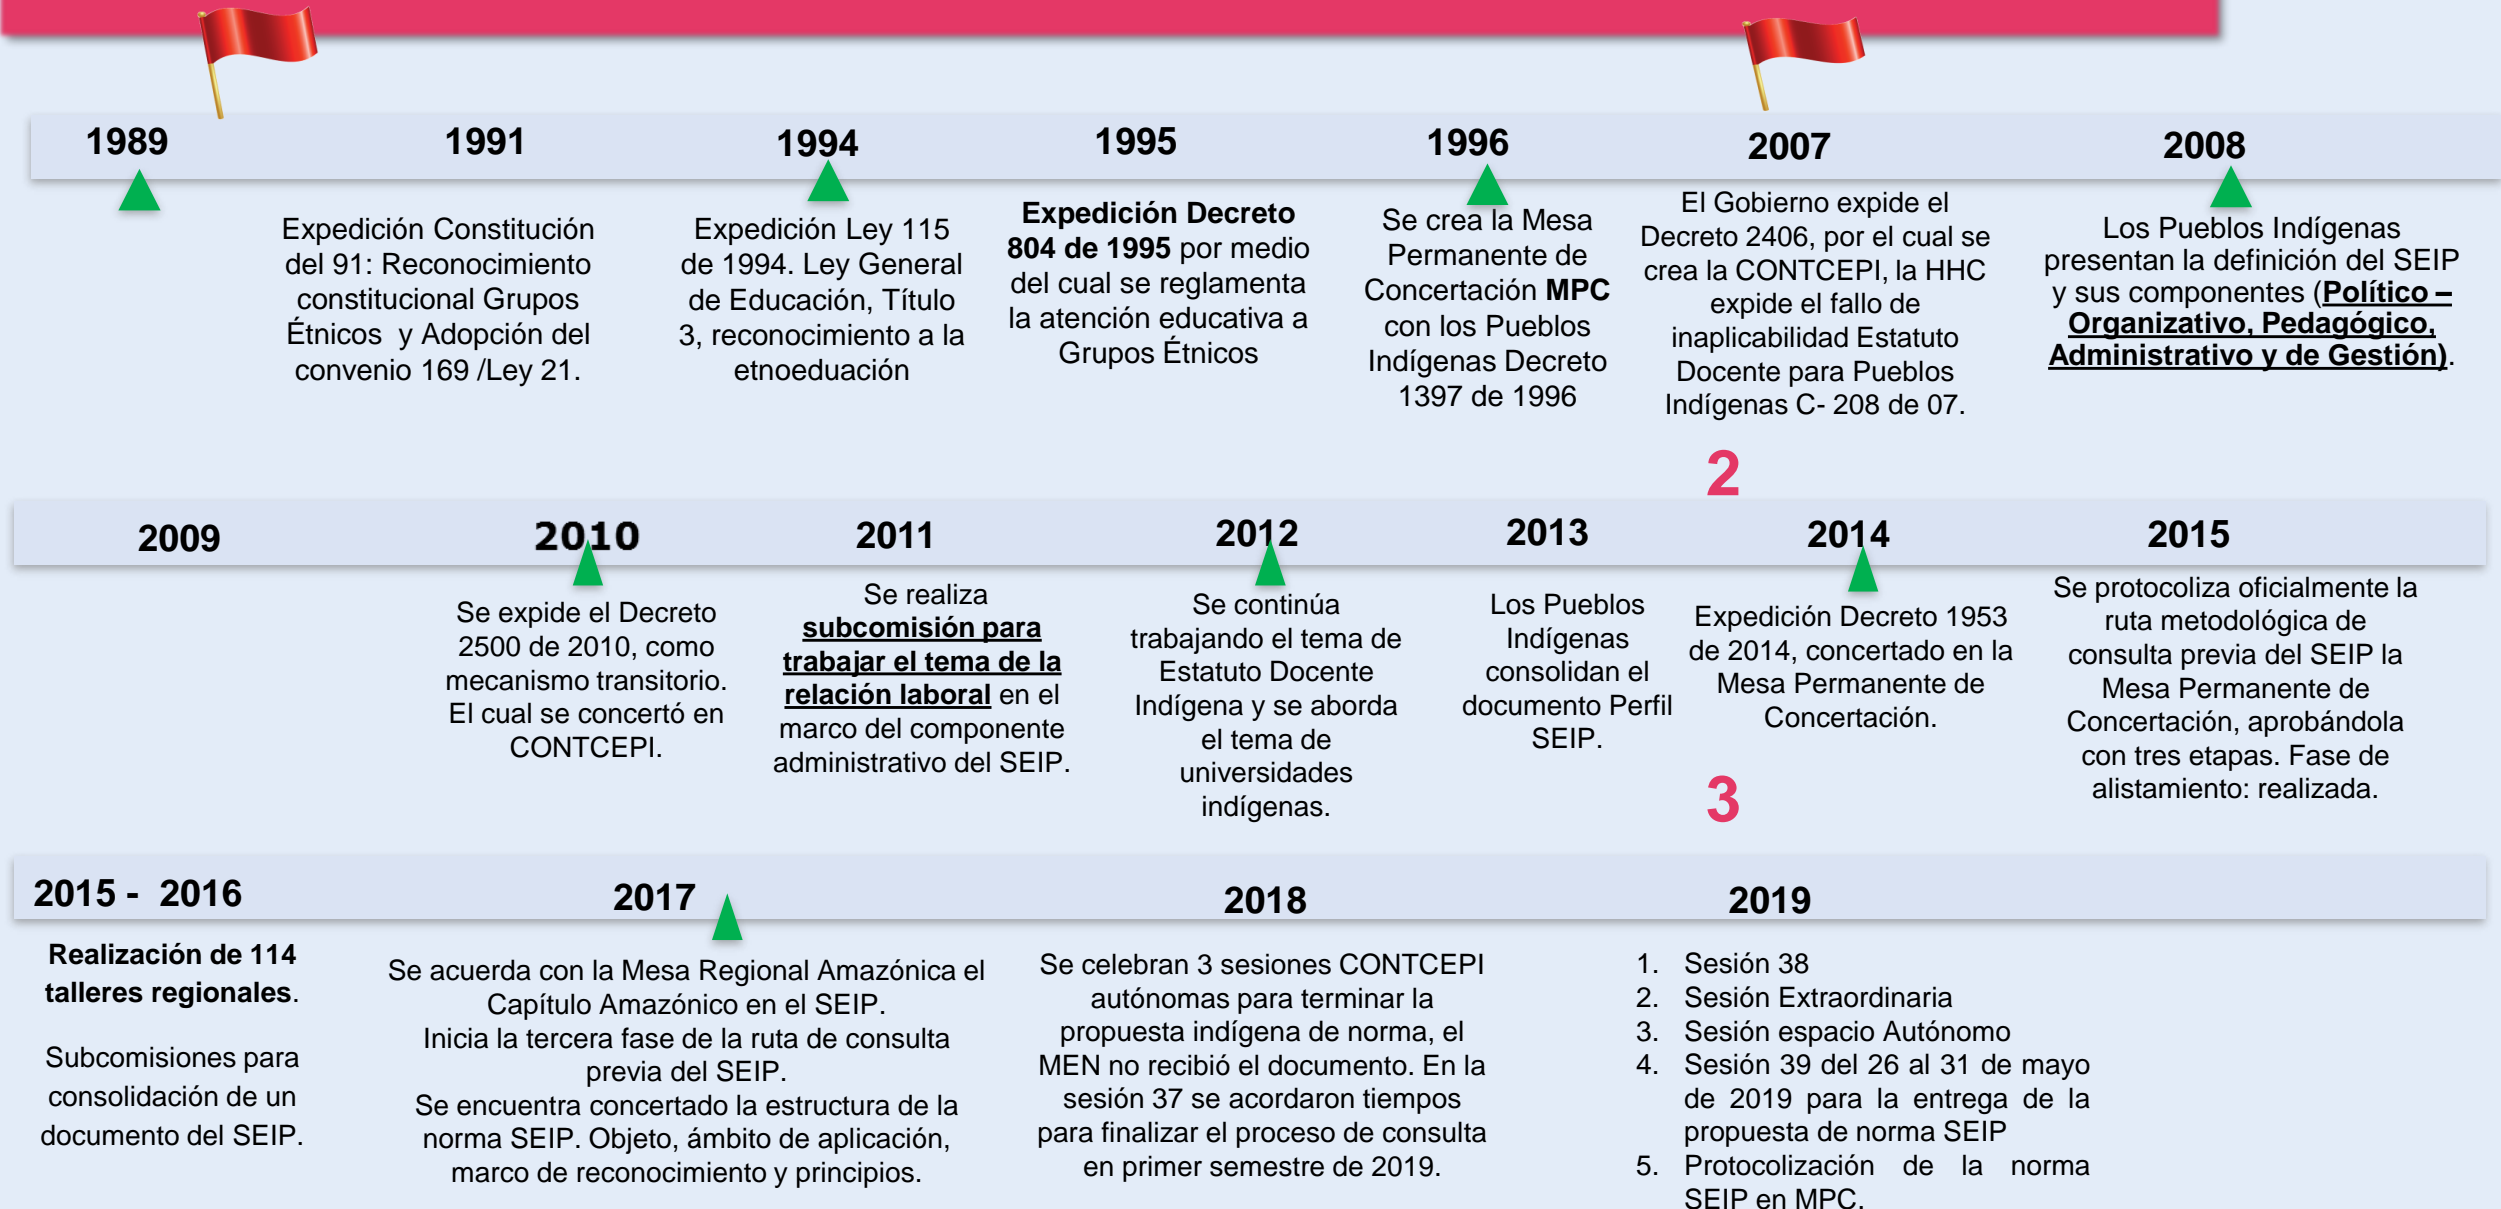 1989
1991
1994
1995
1996
2007
2008
Expedición Constitución
del 91: Reconocimiento
constitucional Grupos
Étnicos y Adopción del
convenio 169 /Ley 21.
Expedición Ley 115
de 1994. Ley General
de Educación, Título
3, reconocimiento a la
etnoeduación
Expedición Decreto
804 de 1995 por medio
del cual se reglamenta
la atención educativa a
Grupos Étnicos
Se crea la Mesa
Permanente de
Concertación MPC
con los Pueblos
Indígenas Decreto
1397 de 1996
El Gobierno expide el
Decreto 2406, por el cual se
crea la CONTCEPI, la HHC
expide el fallo de
inaplicabilidad Estatuto
Docente para Pueblos
Indígenas C- 208 de 07.
Los Pueblos Indígenas
presentan la definición del SEIP
y sus componentes (Político –
Organizativo, Pedagógico,
Administrativo y de Gestión).
2
2009
2010
2011
2012
2013
2014
2015
Se expide el Decreto
2500 de 2010, como
mecanismo transitorio.
El cual se concertó en
CONTCEPI.
Se realiza
subcomisión para
trabajar el tema de la
relación laboral en el
marco del componente
administrativo del SEIP.
Se continúa
trabajando el tema de
Estatuto Docente
Indígena y se aborda
el tema de
universidades
indígenas.
Los Pueblos
Indígenas
consolidan el
documento Perfil
SEIP.
Expedición Decreto 1953
de 2014, concertado en la
Mesa Permanente de
Concertación.
Se protocoliza oficialmente la
ruta metodológica de
consulta previa del SEIP la
Mesa Permanente de
Concertación, aprobándola
con tres etapas. Fase de
alistamiento: realizada.
3
2015 - 2016
2017
2018
2019
Realización de 114
talleres regionales.
Subcomisiones para
consolidación de un
documento del SEIP.
Se acuerda con la Mesa Regional Amazónica el
Capítulo Amazónico en el SEIP.
Inicia la tercera fase de la ruta de consulta
previa del SEIP.
Se encuentra concertado la estructura de la
norma SEIP. Objeto, ámbito de aplicación,
marco de reconocimiento y principios.
Se celebran 3 sesiones CONTCEPI
autónomas para terminar la
propuesta indígena de norma, el
MEN no recibió el documento. En la
sesión 37 se acordaron tiempos
para finalizar el proceso de consulta
en primer semestre de 2019.
1. Sesión 38
2. Sesión Extraordinaria
3. Sesión espacio Autónomo
4. Sesión 39 del 26 al 31 de mayo
de 2019 para la entrega de la
propuesta de norma SEIP
5. Protocolización de la norma
SEIP en MPC.